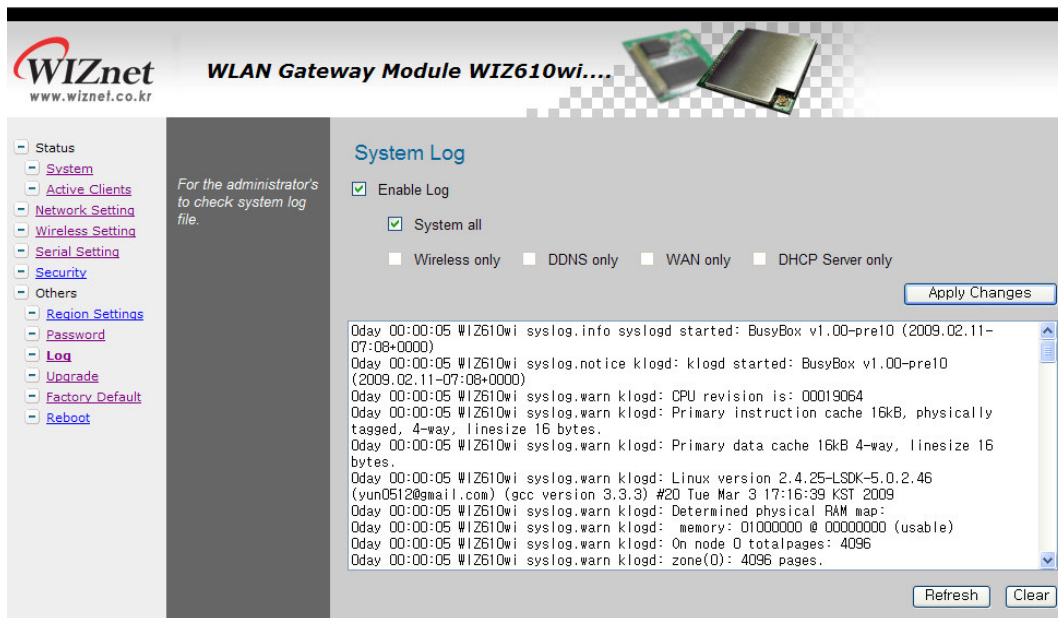 WIZnet
www.wiznet.co.kr
WLAN Gateway Module WIZ610wi....
Status
System
Active Clients
Network Setting
Wireless Setting
Serial Setting
Security
Others
Region Settings
Password
Log
Upgrade
Factory Default
Reboot
For the administrator's
to check system log
file.
System Log
Enable Log
System all
Wireless only DDNS only WAN only DHCP Server only
Apply Changes
0day 00:00:05 WIZ610wi syslog.info syslogd started: BusyBox v1.00-pre10 (2009.02.11-
07:08+0000)
0day 00:00:05 WIZ610wi syslog.notice klogd: klogd started: BusyBox v1.00-pre10
(2009.02.11-07:08+0000)
0day 00:00:05 WIZ610wi syslog.warn klogd: CPU revision is: 00019064
0day 00:00:05 WIZ610wi syslog.warn klogd: Primary instruction cache 16kB, physically
tagged, 4-way, linesize 16 bytes.
0day 00:00:05 WIZ610wi syslog.warn klogd: Primary data cache 16kB 4-way, linesize 16
bytes.
0day 00:00:05 WIZ610wi syslog.warn klogd: Linux version 2.4.25-LSDK-5.0.2.46
(yun0512@gmail.com) (gcc version 3.3.3) #20 Tue Mar 3 17:16:39 KST 2009
0day 00:00:05 WIZ610wi syslog.warn klogd: Determined physical RAM map:
0day 00:00:05 WIZ610wi syslog.warn klogd:  memory: 01000000 @ 00000000 (usable)
0day 00:00:05 WIZ610wi syslog.warn klogd: On node 0 totalpages: 4096
0day 00:00:05 WIZ610wi syslog.warn klogd: zone(0): 4096 pages.
Refresh Clear